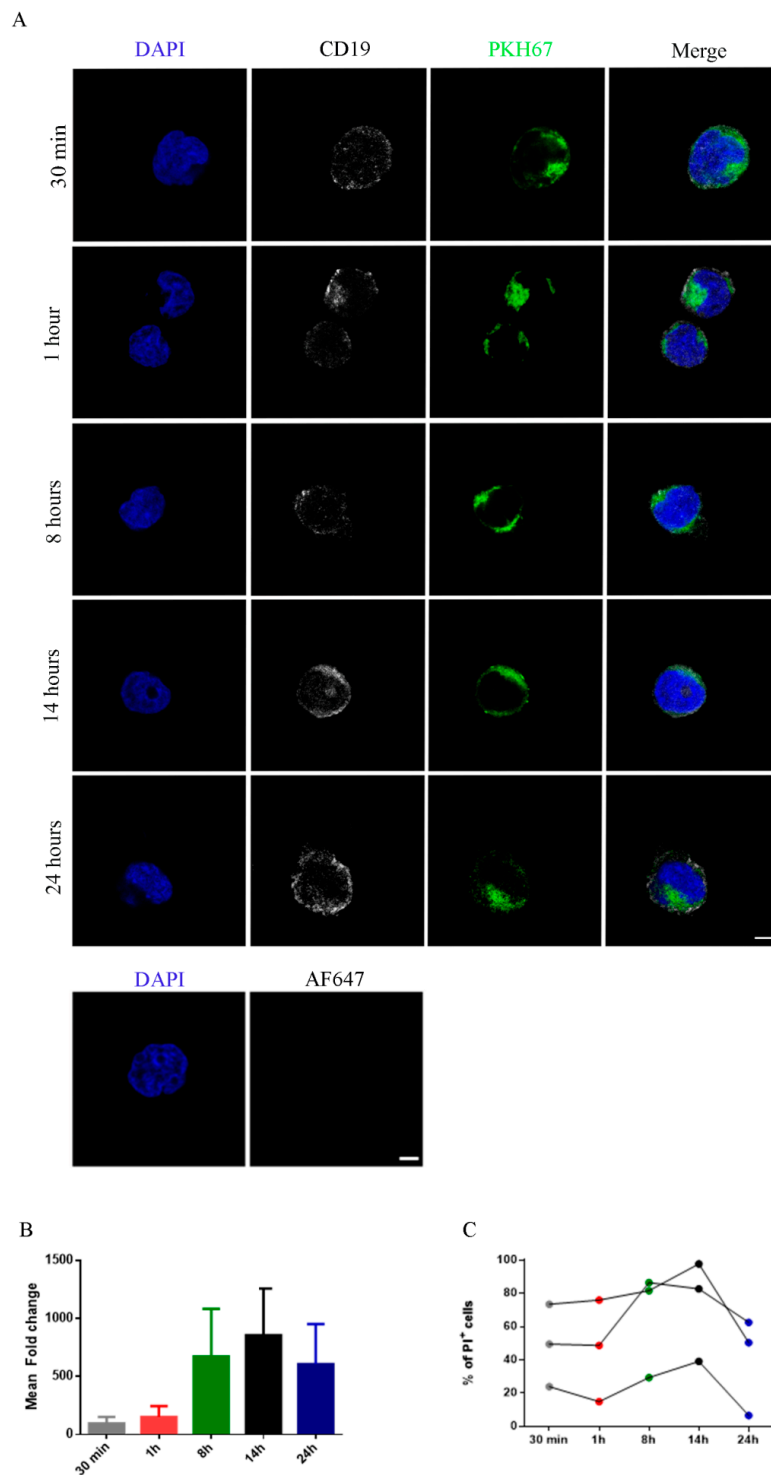 A
DAPI CD19 PKH67 Merge
30 min
1 hour
8 hours
14 hours
24 hours
DAPI AF647
B
Mean Fold change
1500
1000
500
0
30 min 1h 8h 14h 24h
C
% of PI+ cells
100
80
60
40
20
0
30 min 1h 8h 14h 24h